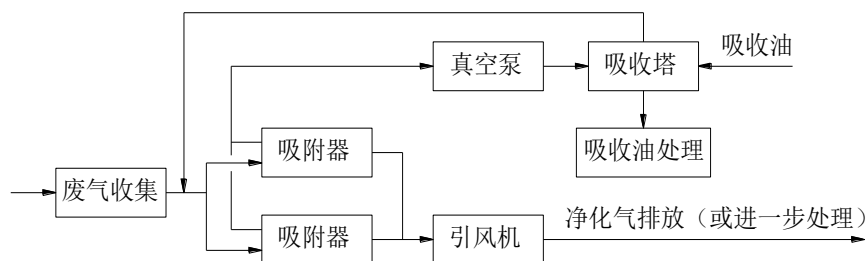 真空泵
吸收塔
吸收油
吸附器
吸收油处理
废气收集
吸附器
引风机
净化气排放（或进一步处理）